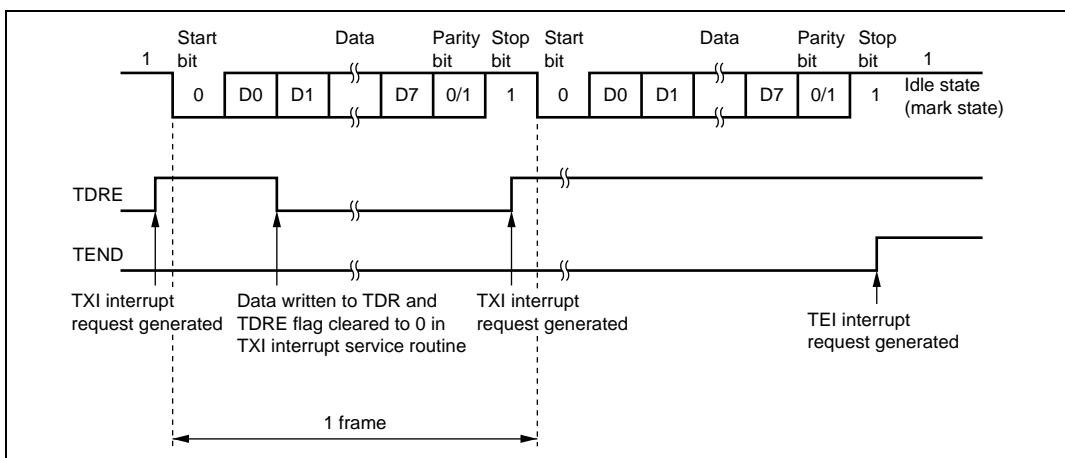 Start bit
Data
Parity bit
Stop bit
Start bit
Data
Parity bit
Stop bit
1
1
0
D0
D1
D7
0/1
1
0
D0
D1
D7
0/1
1
Idle state
(mark state)
TDRE
TEND
TXI interrupt
request generated
Data written to TDR and
TDRE flag cleared to 0 in
TXI interrupt service routine
TXI interrupt
request generated
TEI interrupt
request generated
1 frame